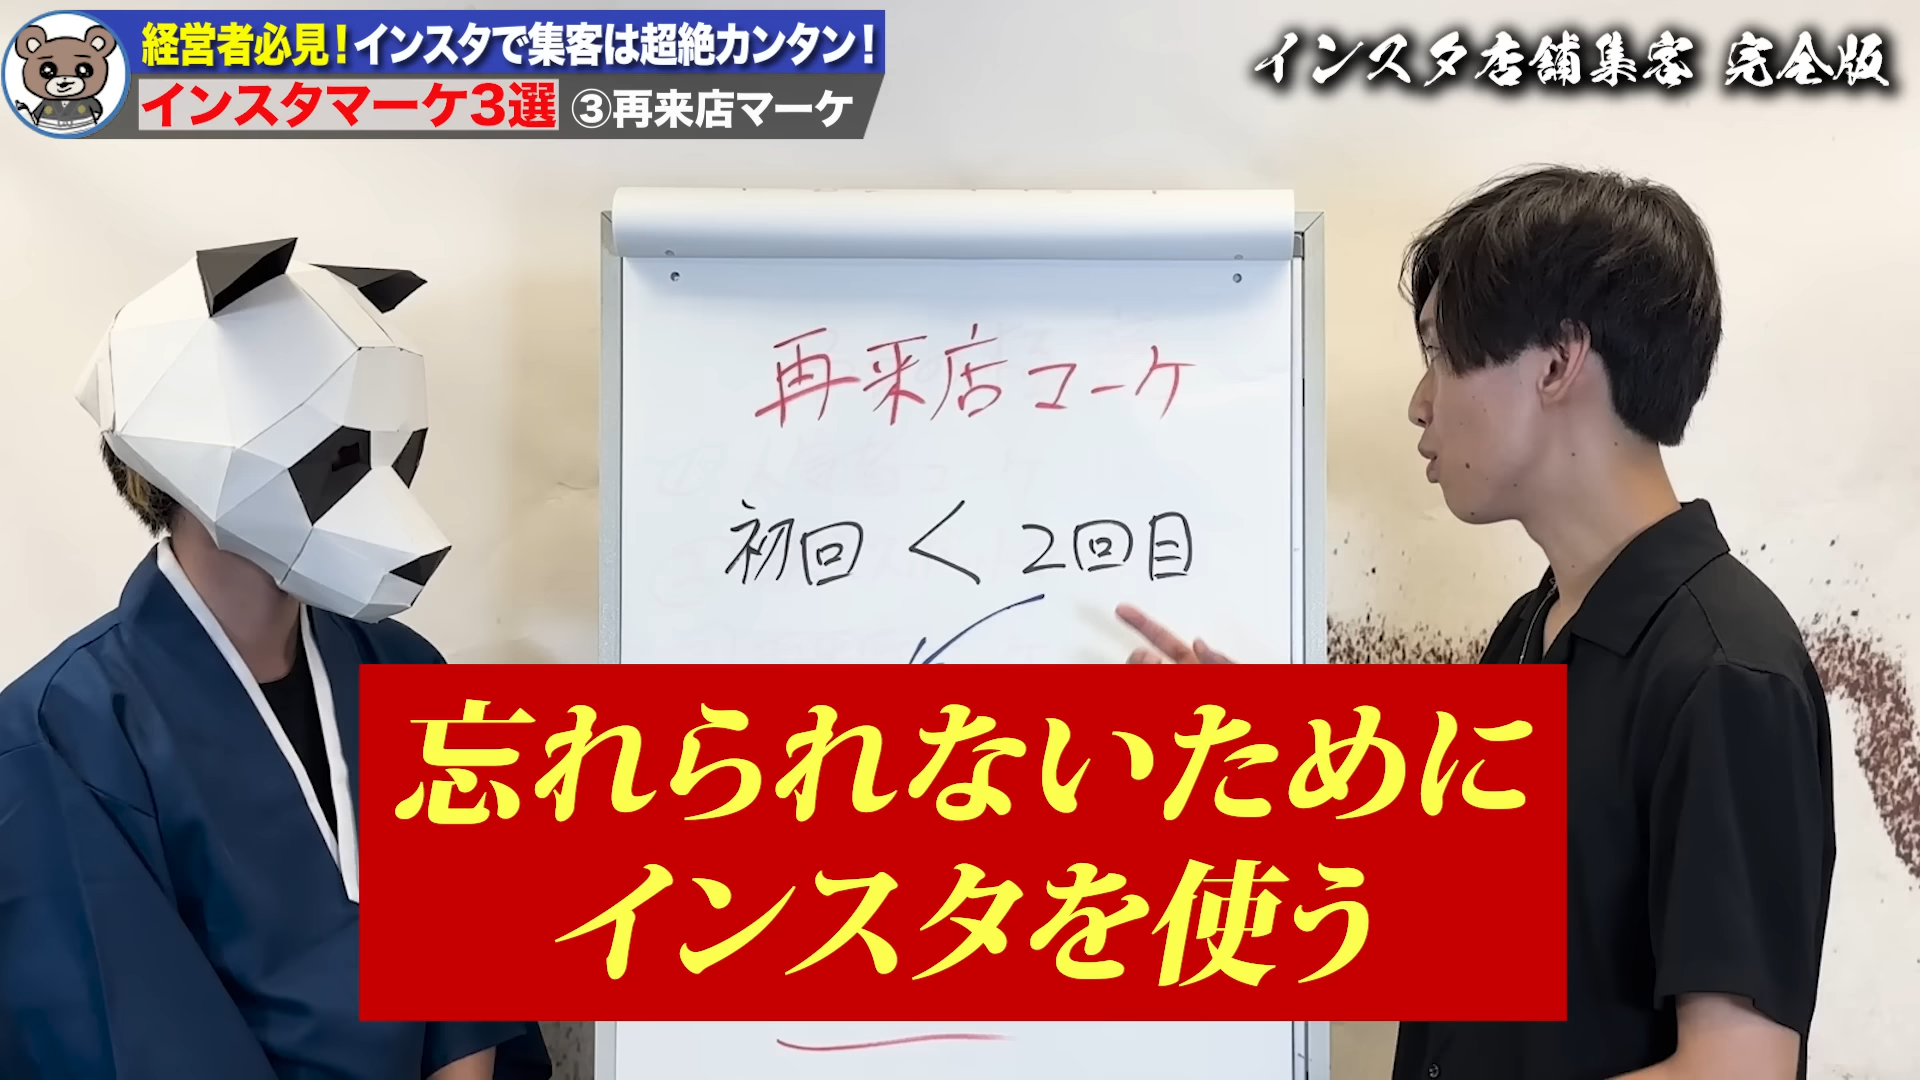 経営者必見！インスタで集客は超絶カンタン！
インスタマーケ3選 ③再来店マーケ
インスタ店舗集客 完全版
再来店マーケ
初回 < 2回目
忘れられないために
インスタを使う